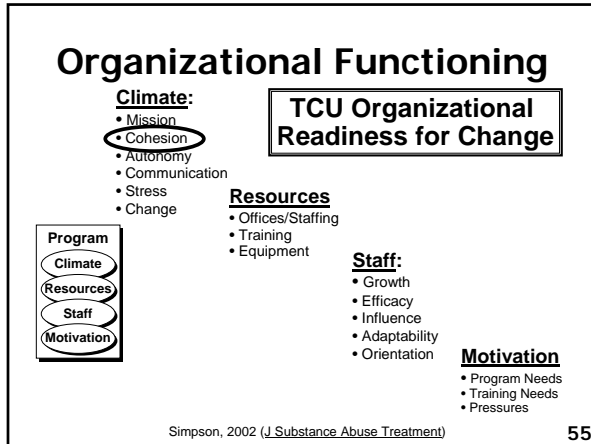 Organizational Functioning
Climate:
• Mission
• Cohesion
• Autonomy
• Communication
• Stress
• Change
TCU Organizational
Readiness for Change
Resources
• Offices/Staffing
• Training
• Equipment
Program
Climate
Resources
Staff
Motivation
Staff:
• Growth
• Efficacy
• Influence
• Adaptability
• Orientation
Motivation
• Program Needs
• Training Needs
• Pressures
Simpson, 2002 (J Substance Abuse Treatment)
55